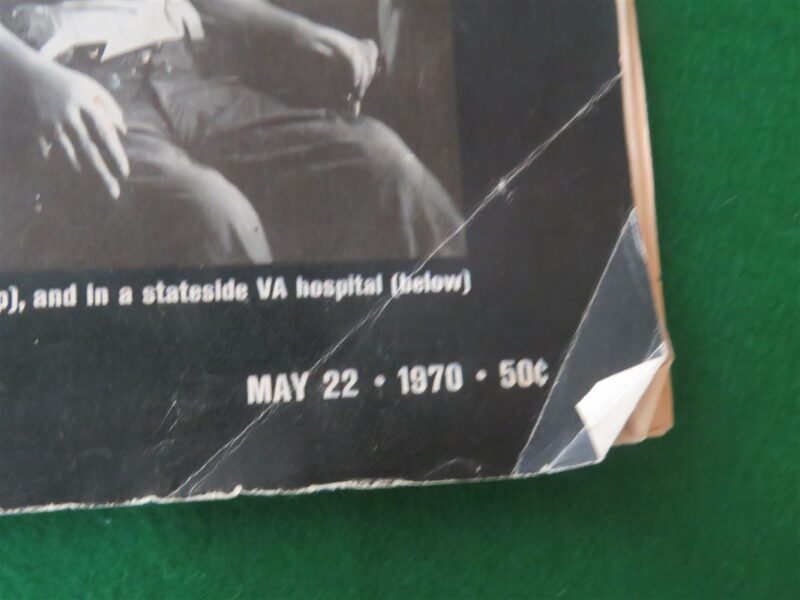 ), and in a stateside VA hospital (below)
MAY 22 • 1970 • 50¢